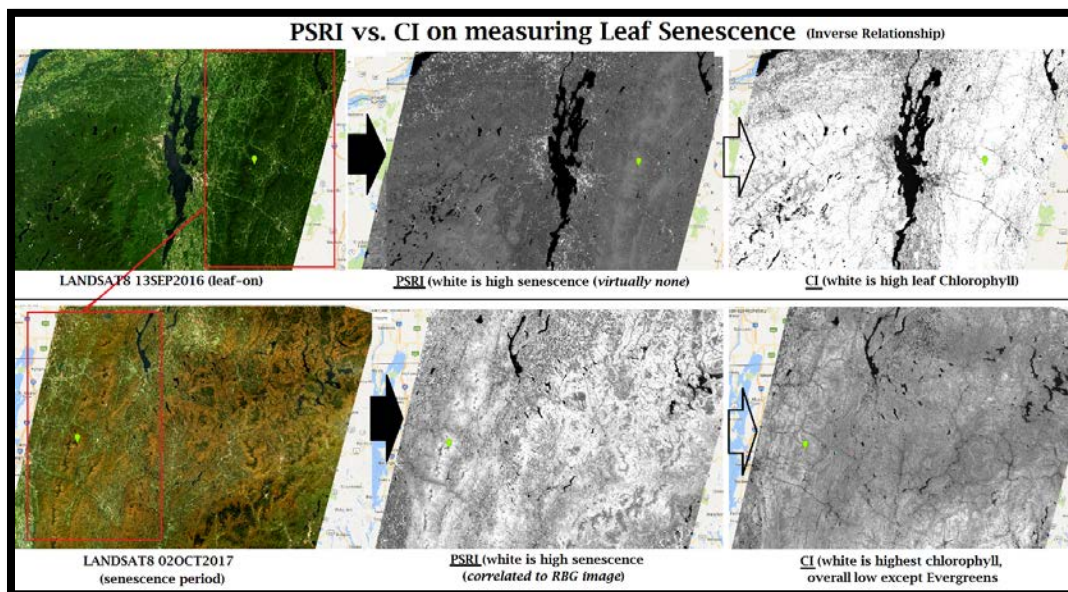 PSRI vs. CI on measuring Leaf Senescence (Inverse Relationship)
LANDSAT8 13SEP2016 (leaf-on)
PSRI (white is high senescence (virtually none)
CI (white is high leaf Chlorophyll)
LANDSAT8 02OCT2017
(senescence period)
PSRI (white is high senescence
(correlated to RBG image)
CI (white is highest chlorophyll,
overall low except Evergreens